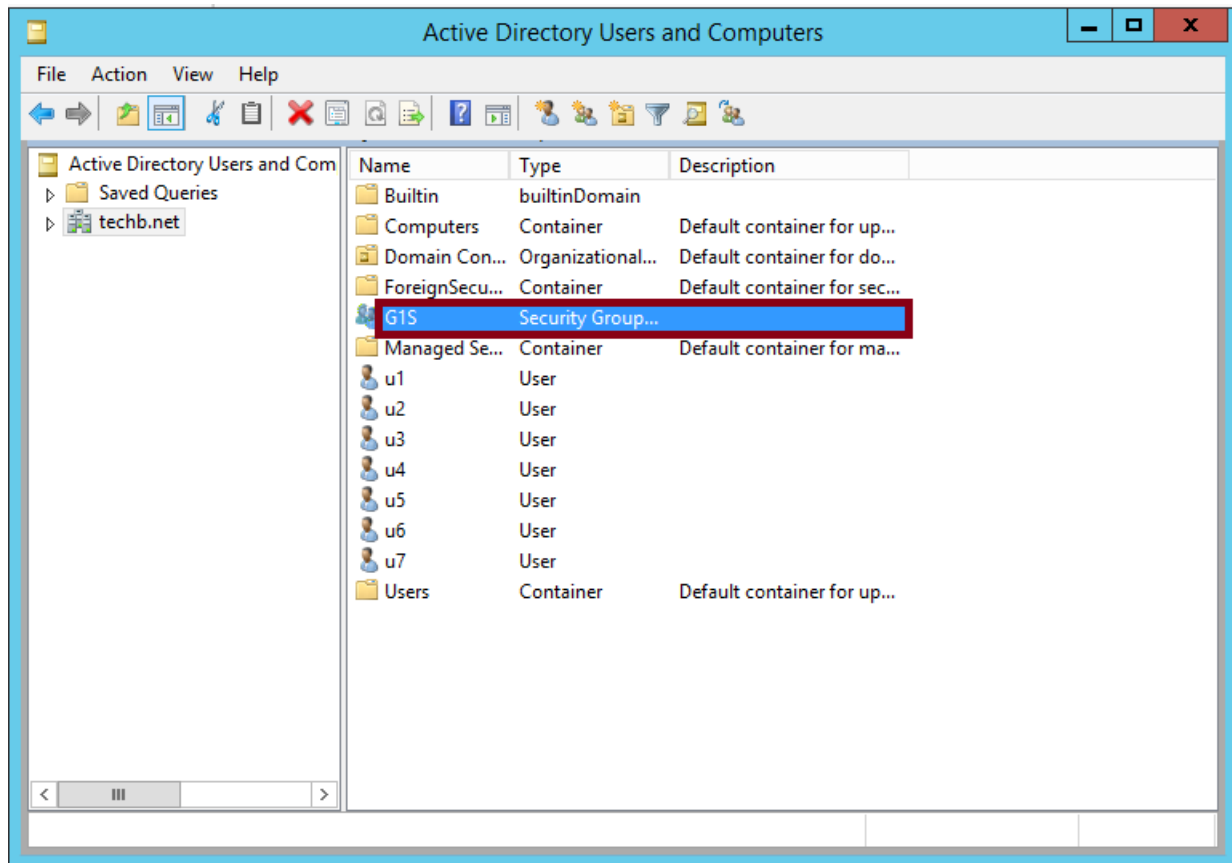 Active Directory Users and Computers
File Action View Help
Active Directory Users and Com
Saved Queries
techb.net
Name Type Description
Builtin builtinDomain
Computers Container Default container for up...
Domain Con... Organizational... Default container for do...
ForeignSecu... Container Default container for sec...
G1S Security Group...
Managed Se... Container Default container for ma...
u1 User
u2 User
u3 User
u4 User
u5 User
u6 User
u7 User
Users Container Default container for up...